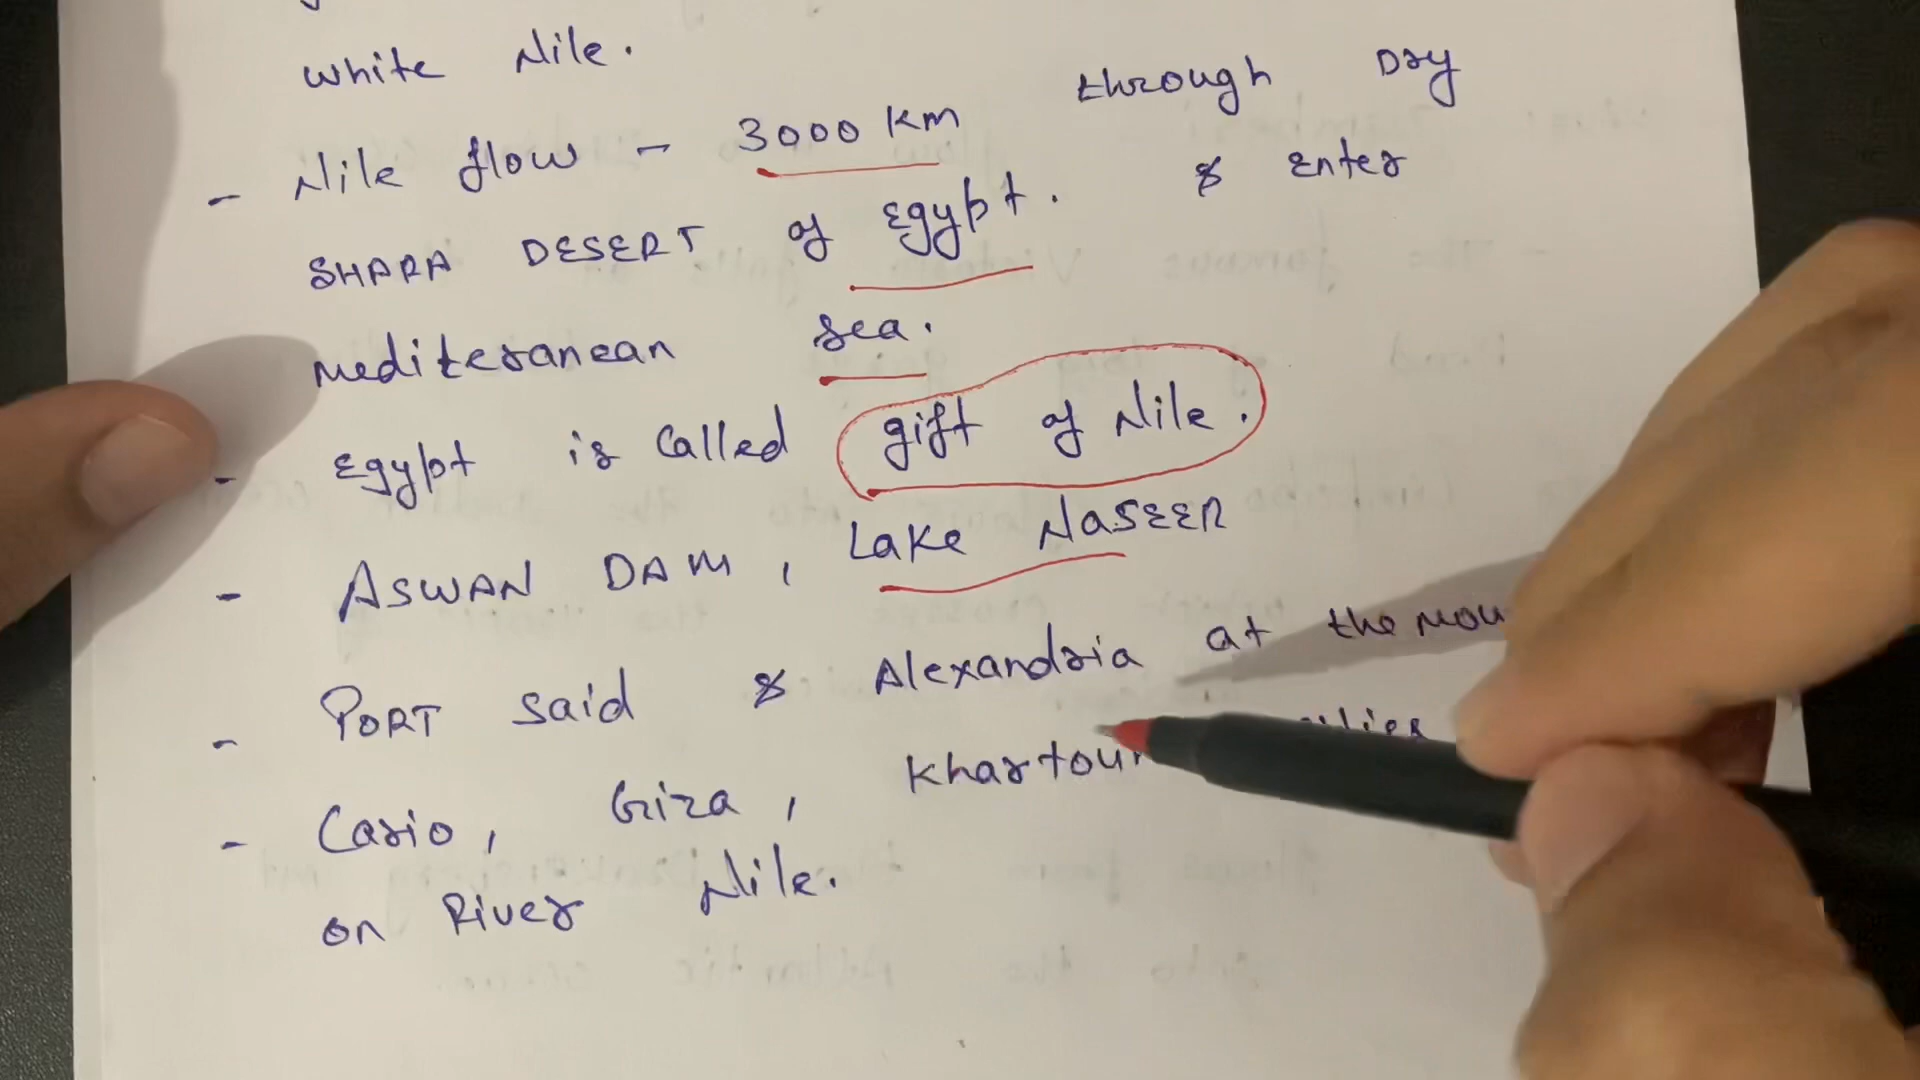 white Nile.
- Nile flow - 3000 Km through Dry
SHARA DESERT of Egypt. & Enter
mediteranean sea.
- Egypt is called gift of Nile.
- ASWAN DAM, Lake NASEER
- PORT said & Alexandria at the mou
- Cario, Giza, Khartoum
on River Nile.